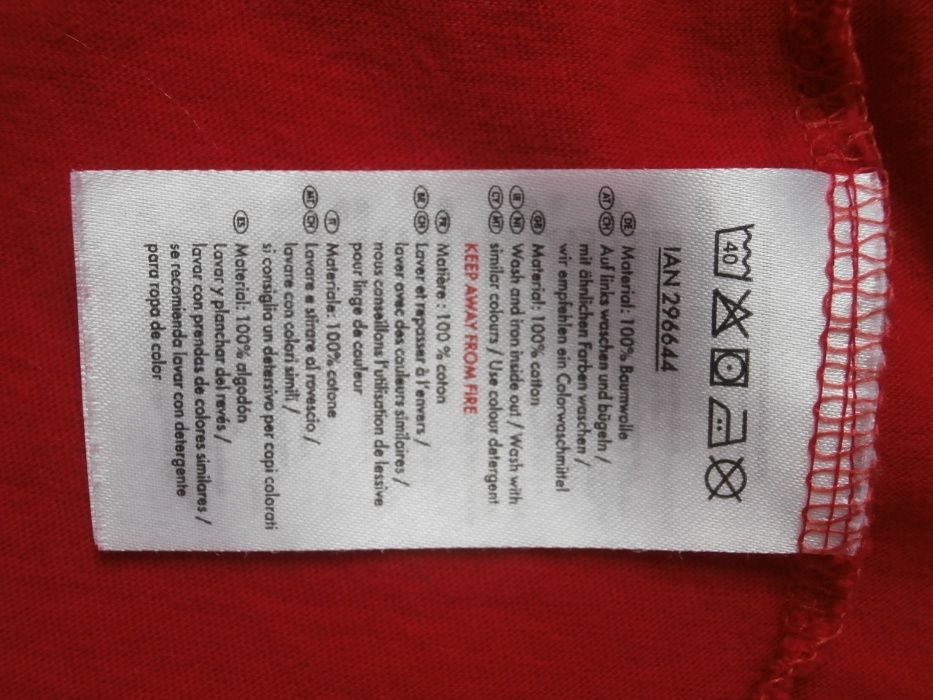 40
IAN 296644
DE Material: 100% Baumwolle
AT CH Auf links waschen und bügeln /
mit ähnlichen Farben waschen /
wir empfehlen ein Colorwaschmittel
GB Material: 100% cotton
IE NI Wash and iron inside out / Wash with
CY MT similar colours / Use colour detergent
KEEP AWAY FROM FIRE
FR Matière : 100 % coton
BE CH Laver et repasser à l'envers /
laver avec des couleurs similaires /
nous conseillons l'utilisation de lessive
pour linge de couleur
IT Materiale: 100% cotone
MT CH Lavare e stirare al rovescio /
lavare con colori simili /
si consiglia un detersivo per capi colorati
ES Material: 100% algodón
Lavar y planchar del revés /
lavar con prendas de colores similares /
se recomienda lavar con detergente
para ropa de color